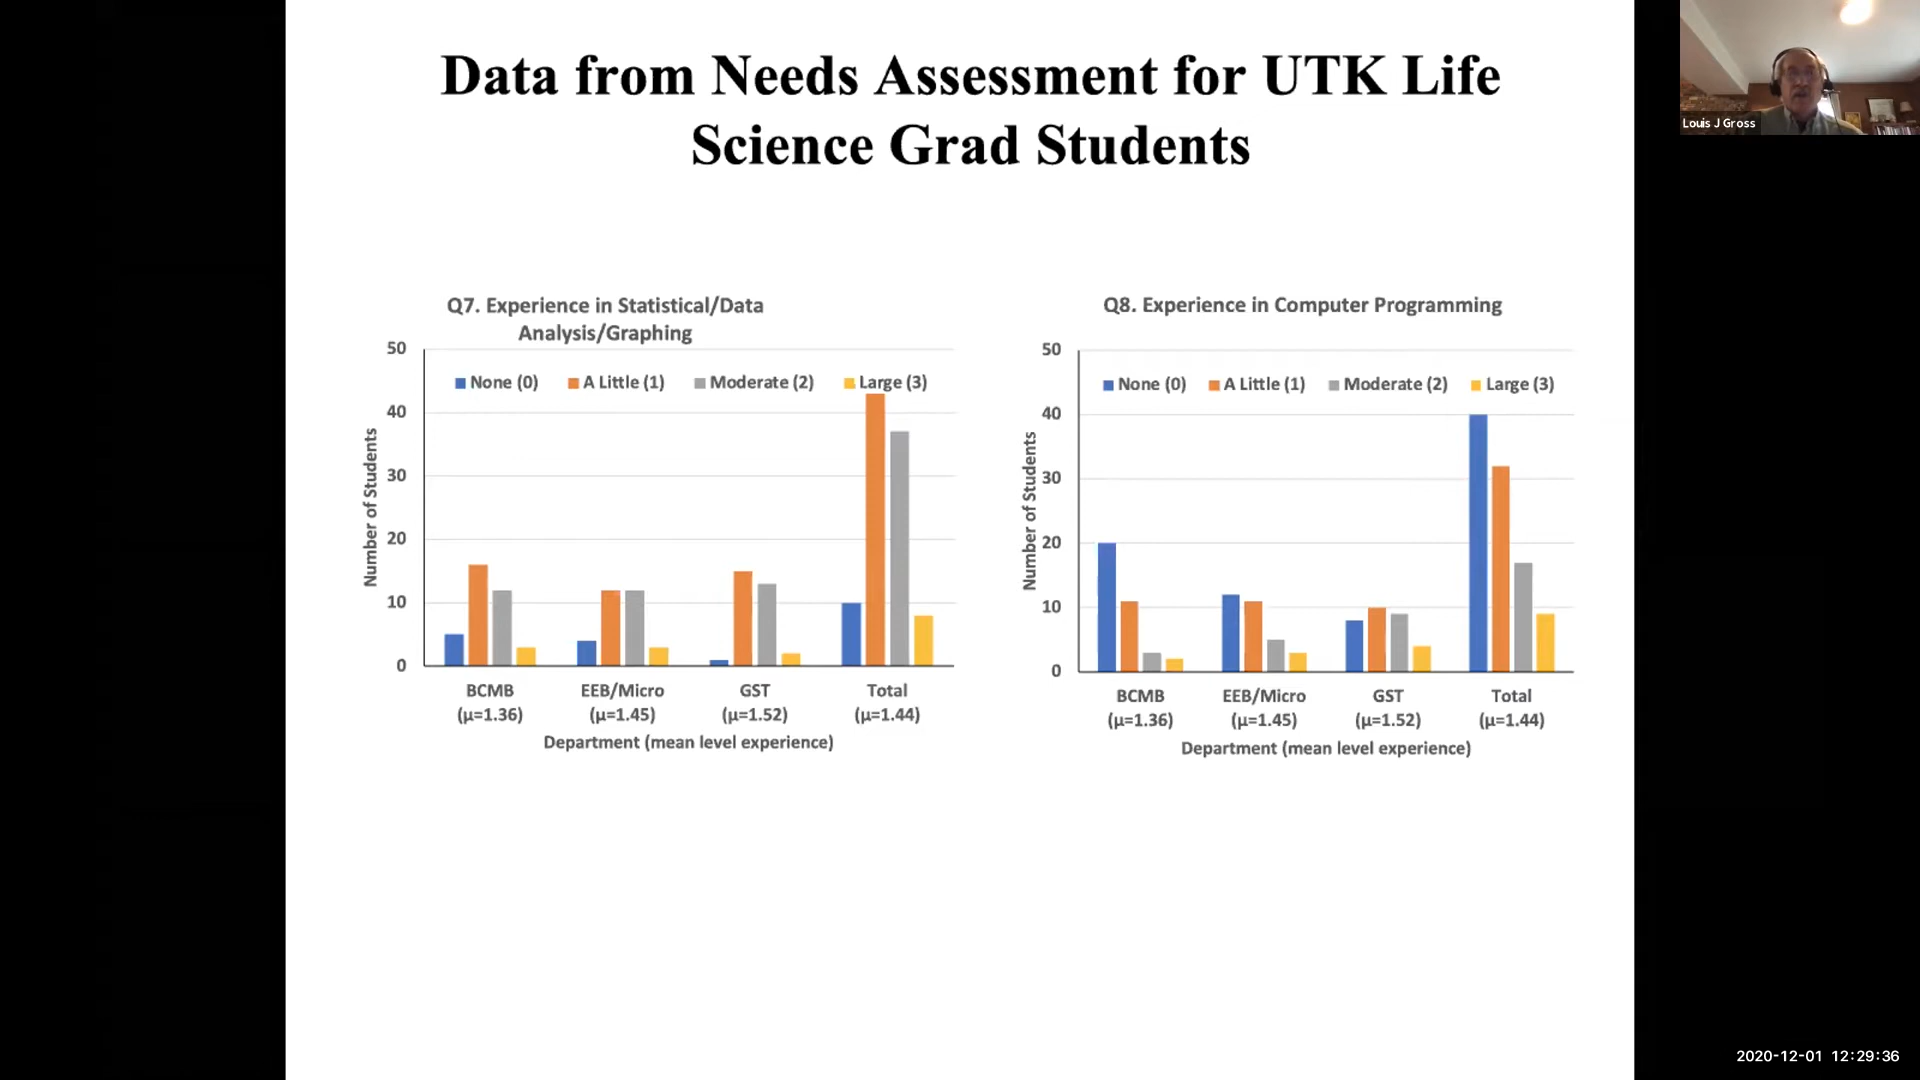 Data from Needs Assessment for UTK Life
Science Grad Students
Louis J Gross
Q7. Experience in Statistical/Data
Analysis/Graphing
50
None (0) A Little (1) Moderate (2) Large (3)
40
30
20
10
0
Number of Students
BCMB EEB/Micro GST Total
(μ=1.36) (μ=1.45) (μ=1.52) (μ=1.44)
Department (mean level experience)
Q8. Experience in Computer Programming
50
None (0) A Little (1) Moderate (2) Large (3)
40
30
20
10
0
Number of Students
BCMB EEB/Micro GST Total
(μ=1.36) (μ=1.45) (μ=1.52) (μ=1.44)
Department (mean level experience)
2020-12-01 12:29:36